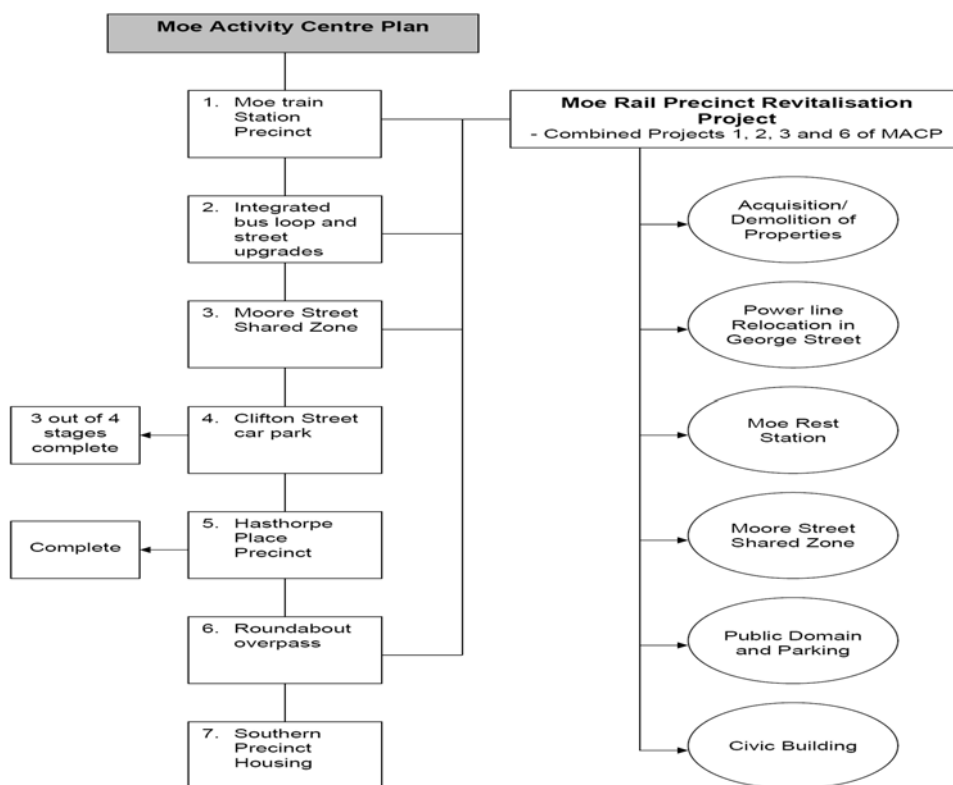 Moe Activity Centre Plan
1. Moe train
Station
Precinct
2. Integrated
bus loop and
street
upgrades
3. Moore Street
Shared Zone
4. Clifton Street
car park
3 out of 4
stages
complete
5. Hasthorpe
Place
Precinct
Complete
6. Roundabout
overpass
7. Southern
Precinct
Housing
Moe Rail Precinct Revitalisation
Project
- Combined Projects 1, 2, 3 and 6 of MACP
Acquisition/
Demolition of
Properties
Power line
Relocation in
George Street
Moe Rest
Station
Moore Street
Shared Zone
Public Domain
and Parking
Civic Building